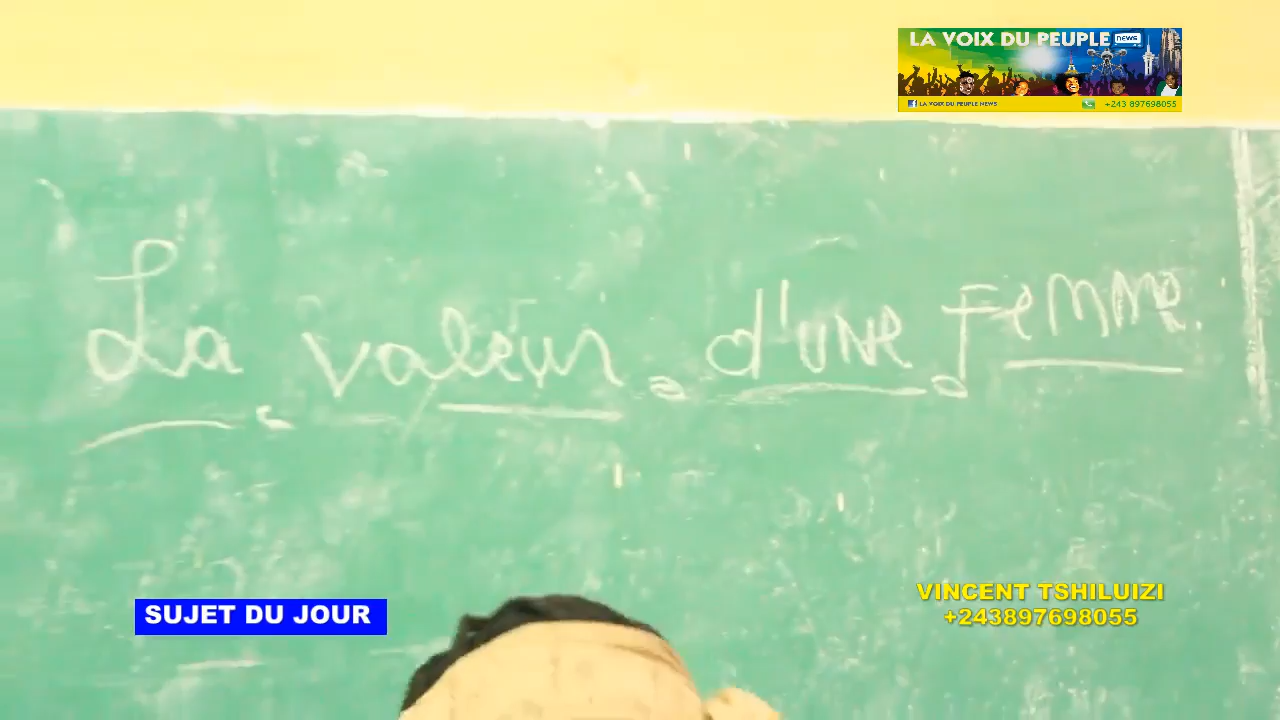 LA VOIX DU PEUPLE news
LA VOIX DU PEUPLE NEWS
+243 897698055
La valeur d'une Femme.
SUJET DU JOUR
VINCENT TSHILUIZI
+243897698055